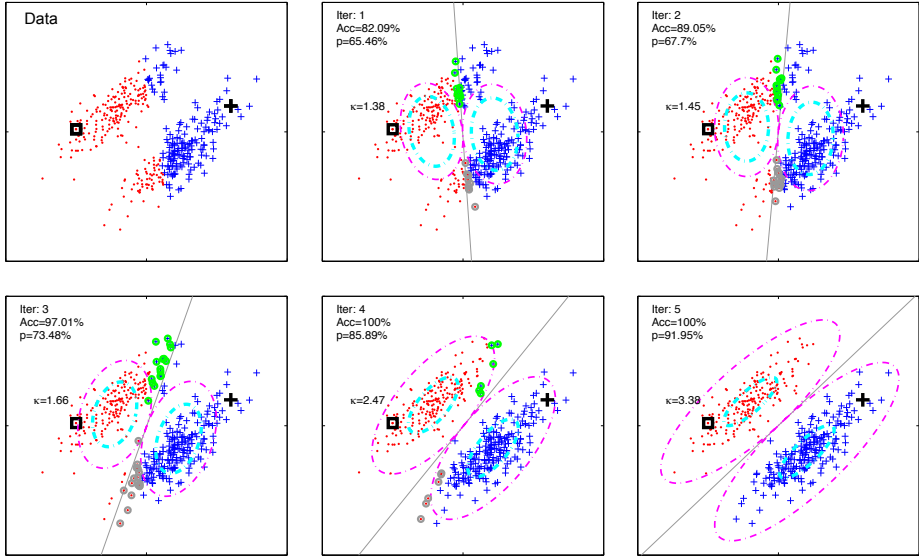 Data
Iter: 1
Acc=82.09%
p=65.46%
κ=1.38
Iter: 2
Acc=89.05%
p=67.7%
κ=1.45
Iter: 3
Acc=97.01%
p=73.48%
κ=1.66
Iter: 4
Acc=100%
p=85.89%
κ=2.47
Iter: 5
Acc=100%
p=91.95%
κ=3.38